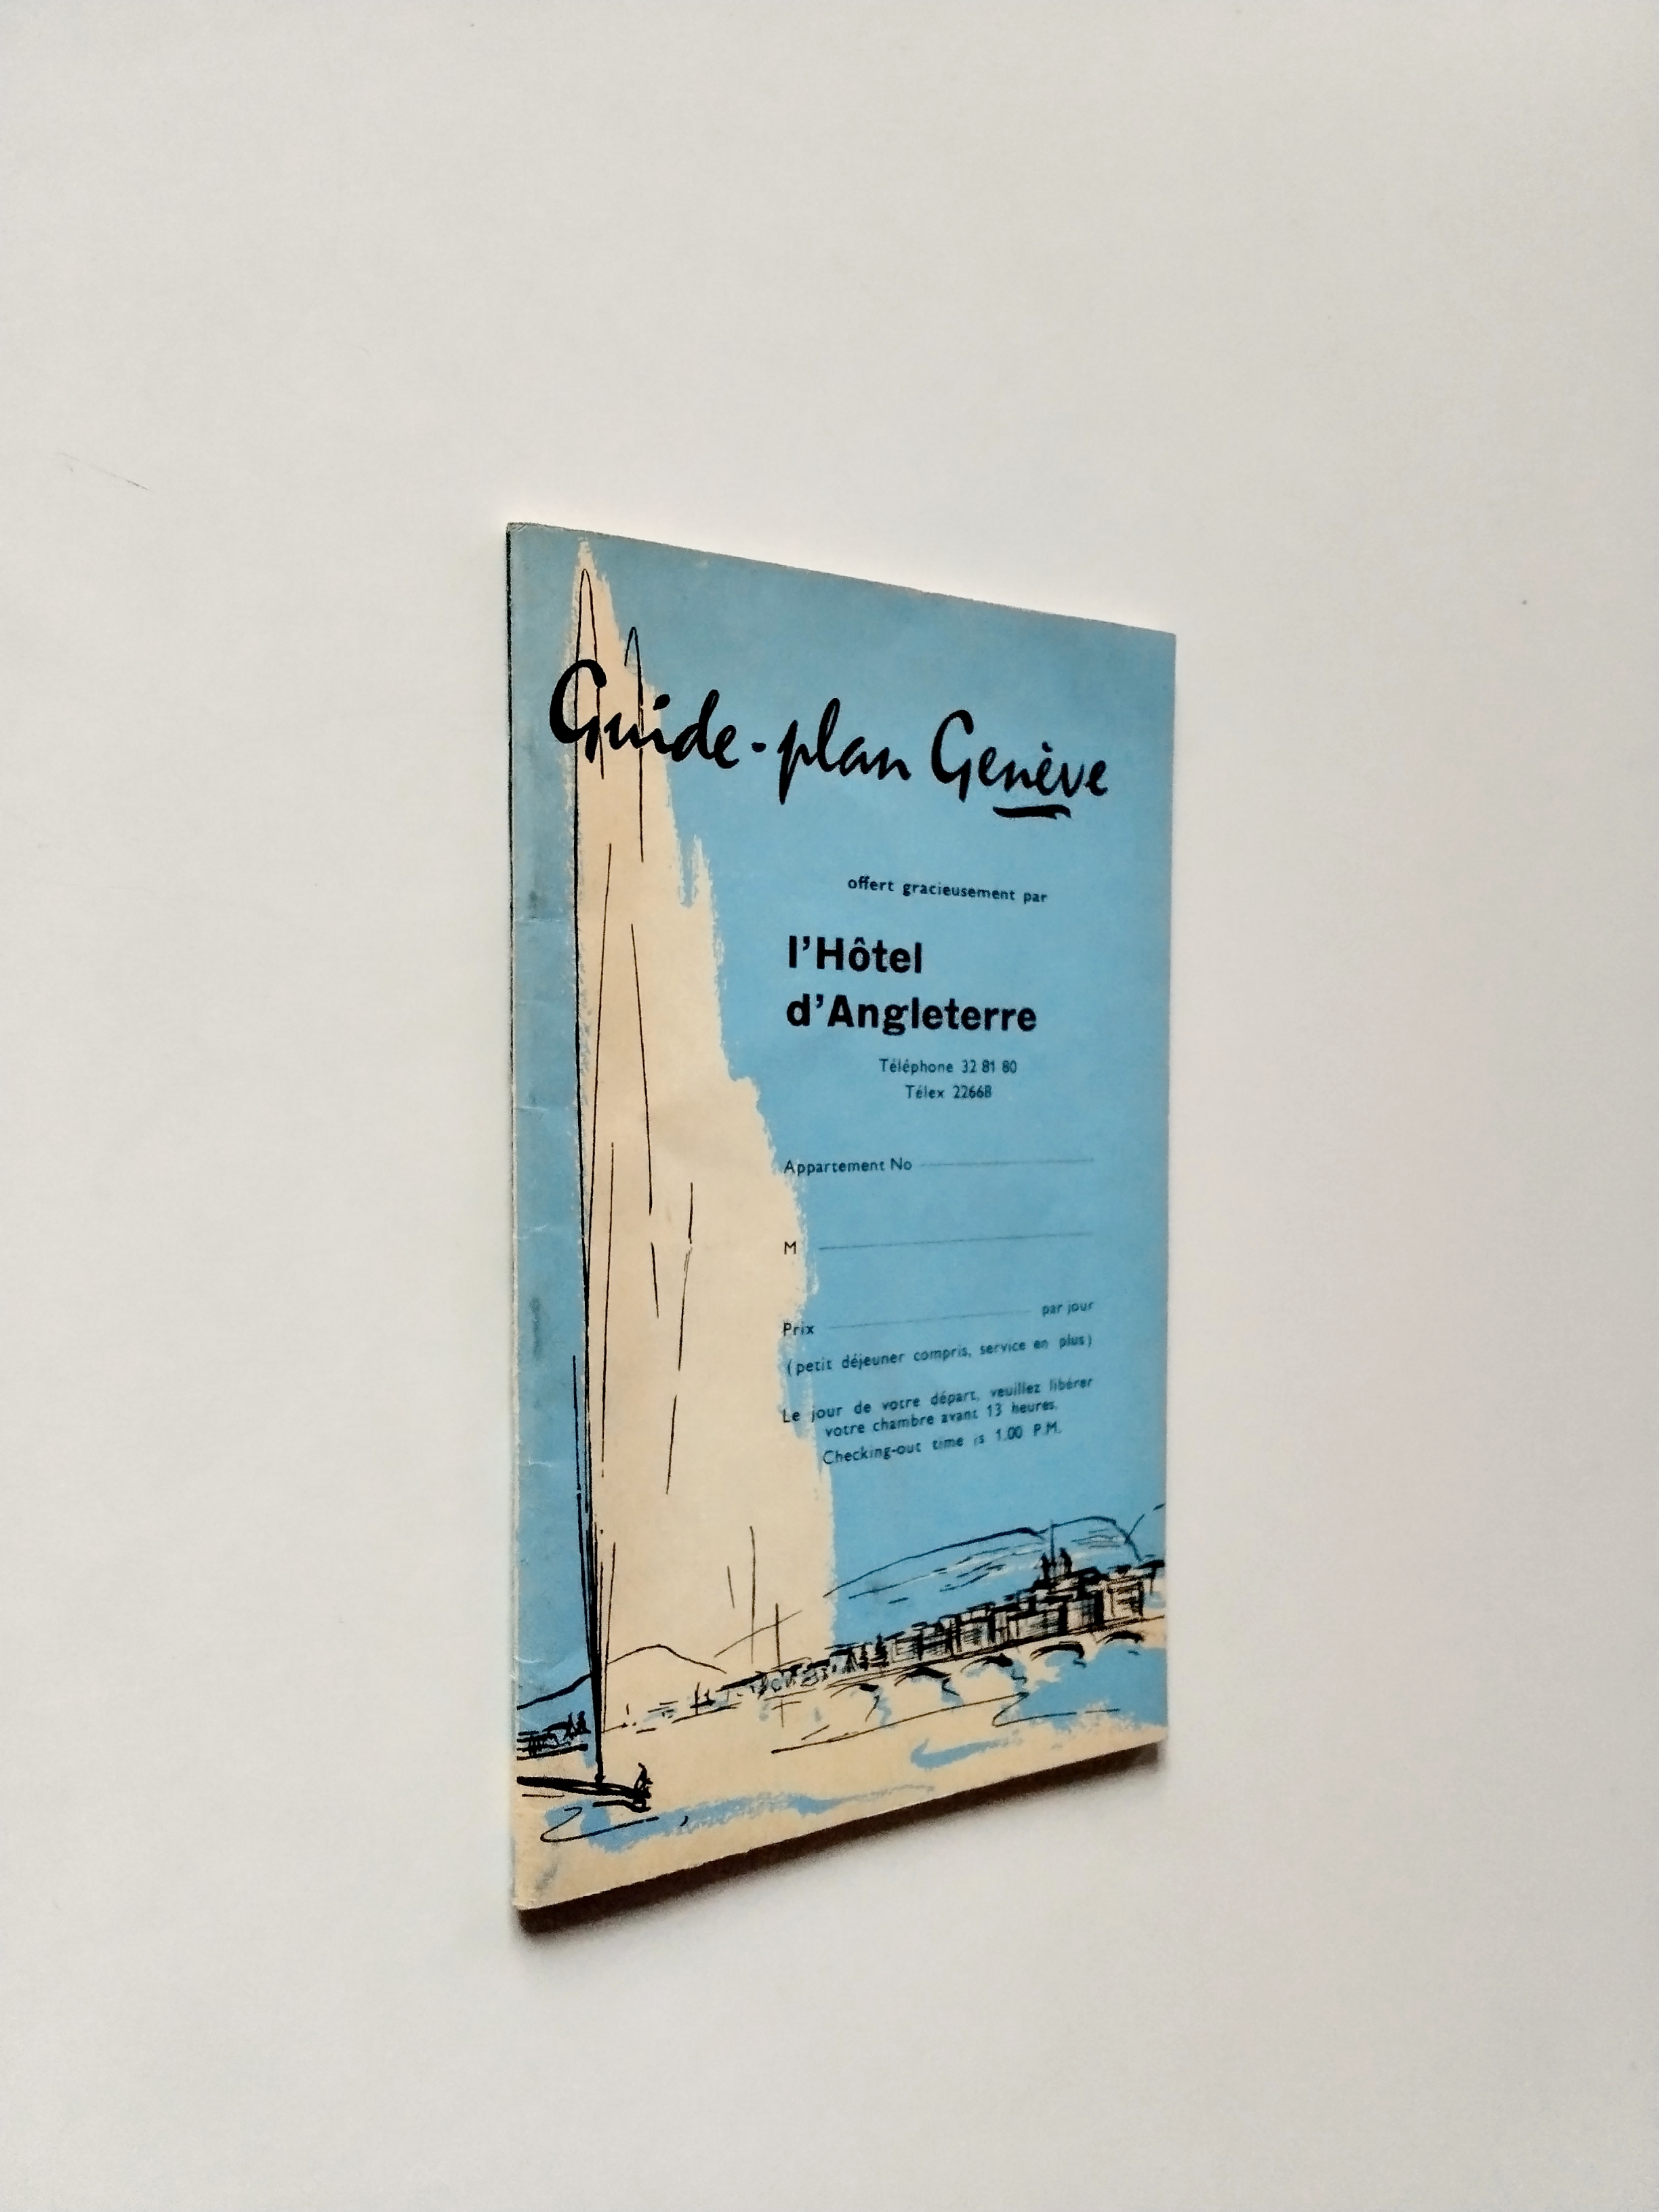 Guide-plan Genève
offert gracieusement par
l'Hôtel
d'Angleterre
Téléphone 32 81 80
Télex 22668
Appartement No
M
Prix par jour
(petit déjeuner compris, service en plus)
Le jour de votre départ, veuillez libérer
votre chambre avant 13 heures.
Checking-out time is 1.00 P.M.